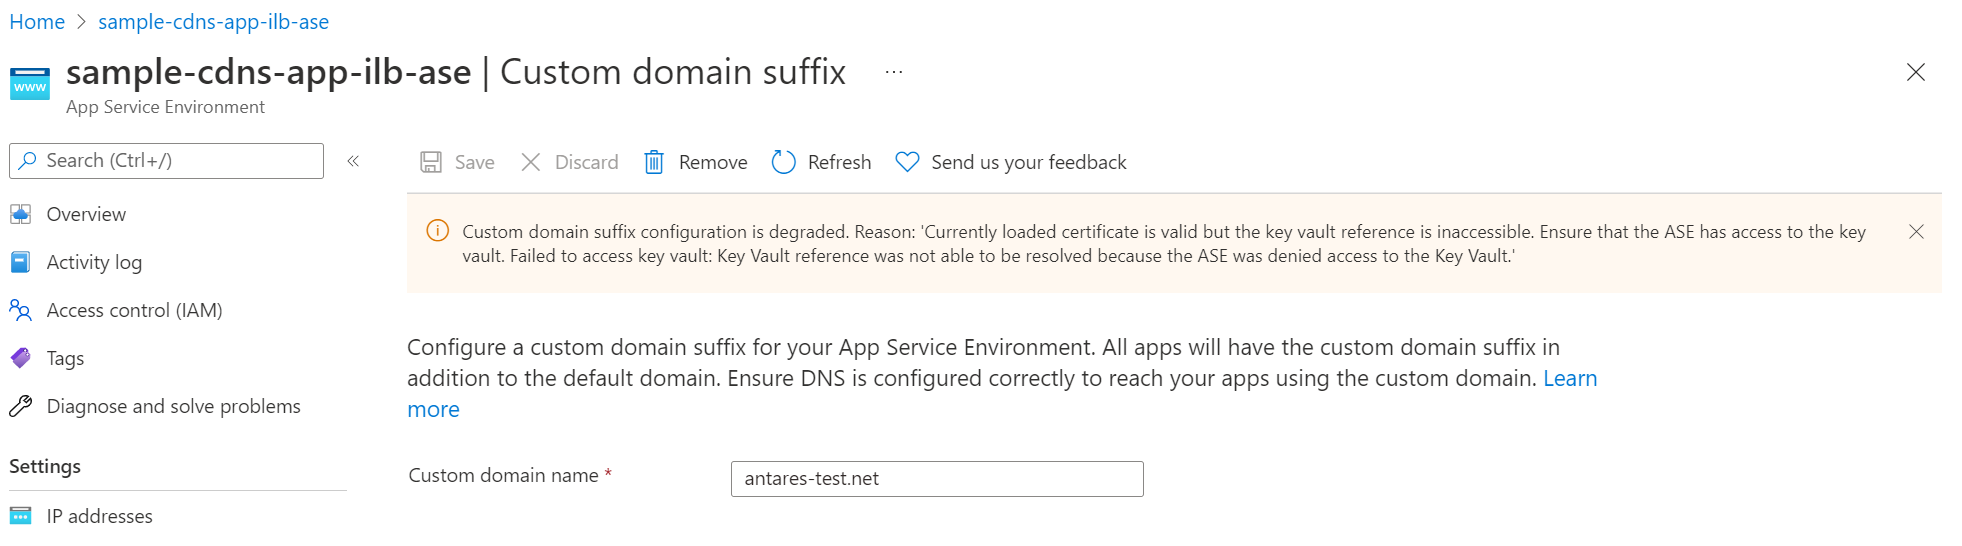 Home > sample-cdns-app-ilb-ase
sample-cdns-app-ilb-ase | Custom domain suffix ...
www
App Service Environment
Search (Ctrl+/) «
Save Discard Remove Refresh Send us your feedback
Overview
Activity log
Access control (IAM)
Tags
Diagnose and solve problems
Settings
IP addresses
Custom domain suffix configuration is degraded. Reason: 'Currently loaded certificate is valid but the key vault reference is inaccessible. Ensure that the ASE has access to the key
vault. Failed to access key vault: Key Vault reference was not able to be resolved because the ASE was denied access to the Key Vault.'
Configure a custom domain suffix for your App Service Environment. All apps will have the custom domain suffix in
addition to the default domain. Ensure DNS is configured correctly to reach your apps using the custom domain. Learn
more
Custom domain name * antares-test.net